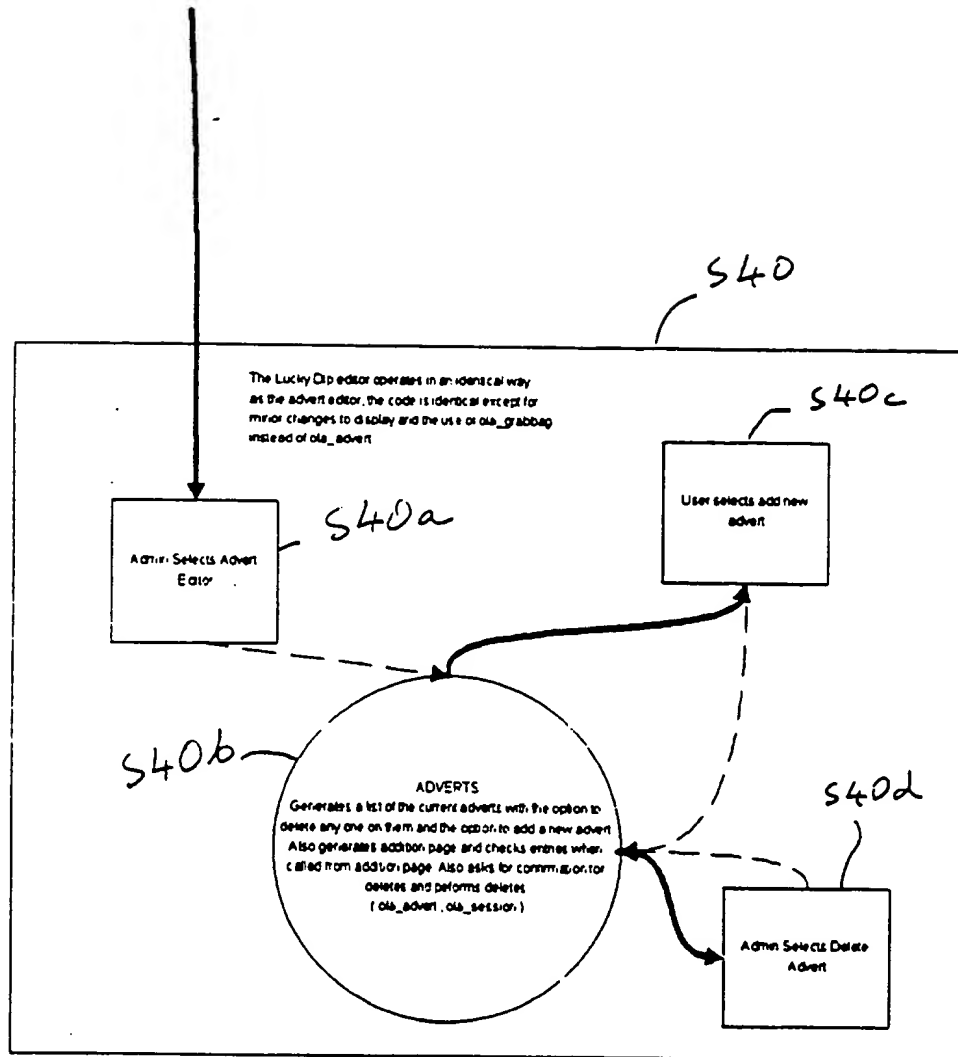 S40
The Lucky Dip editor operates in an identical way
as the advert editor, the code is identical except for
minor changes to display and the use of ola_grabbag
instead of ola_advert
S40c
User selects add new
advert
S40a
Admin Selects Advert
Editor
S40b
ADVERTS
Generates a list of the current adverts with the option to
delete any one on them and the option to add a new advert
Also generates addition page and checks entries when
called from addition page. Also asks for confirmation for
deletes and peforms deletes
( ola_advert , ola_session )
S40d
Admin Selects Delete
Advert